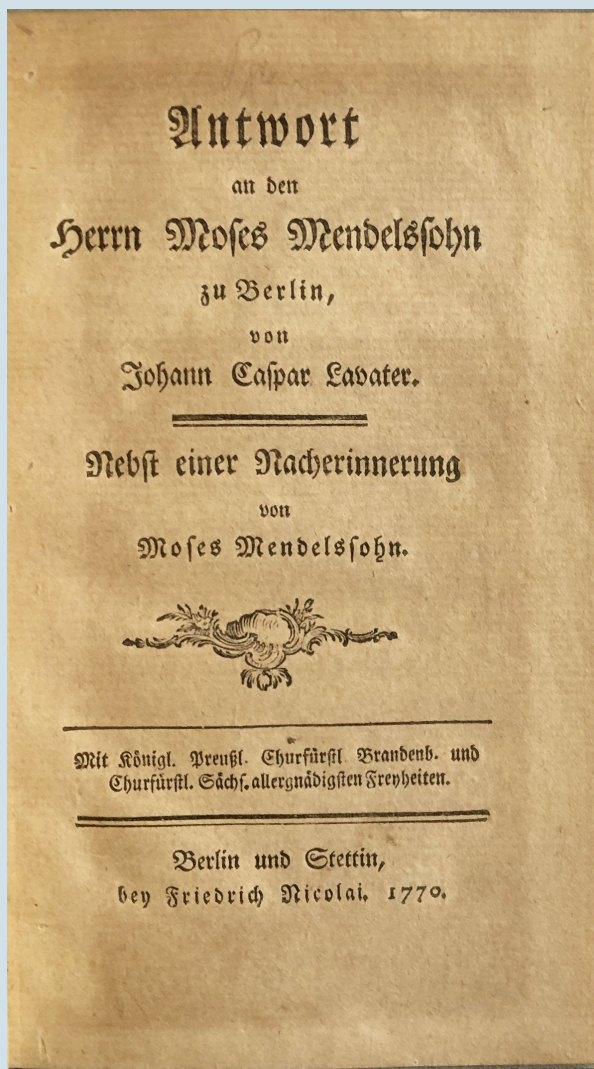 Antwort
an den
Herrn Moſes Mendelsſohn
zu Berlin,
von
Johann Caſpar Lavater.
Nebſt einer Nacherinnerung
von
Moſes Mendelsſohn.
Mit Königl. Preußl. Churfürſtl. Brandenb. und
Churfürſtl. Sächſ. allergnädigſten Freyheiten.
Berlin und Stettin,
bey Friedrich Nicolai. 1770.